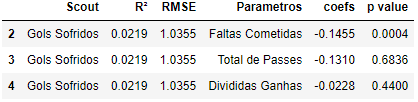 Scout R² RMSE Parametros coefs p value
2 Gols Sofridos 0.0219 1.0355 Faltas Cometidas -0.1455 0.0004
3 Gols Sofridos 0.0219 1.0355 Total de Passes -0.1310 0.6836
4 Gols Sofridos 0.0219 1.0355 Divididas Ganhas -0.0228 0.4400